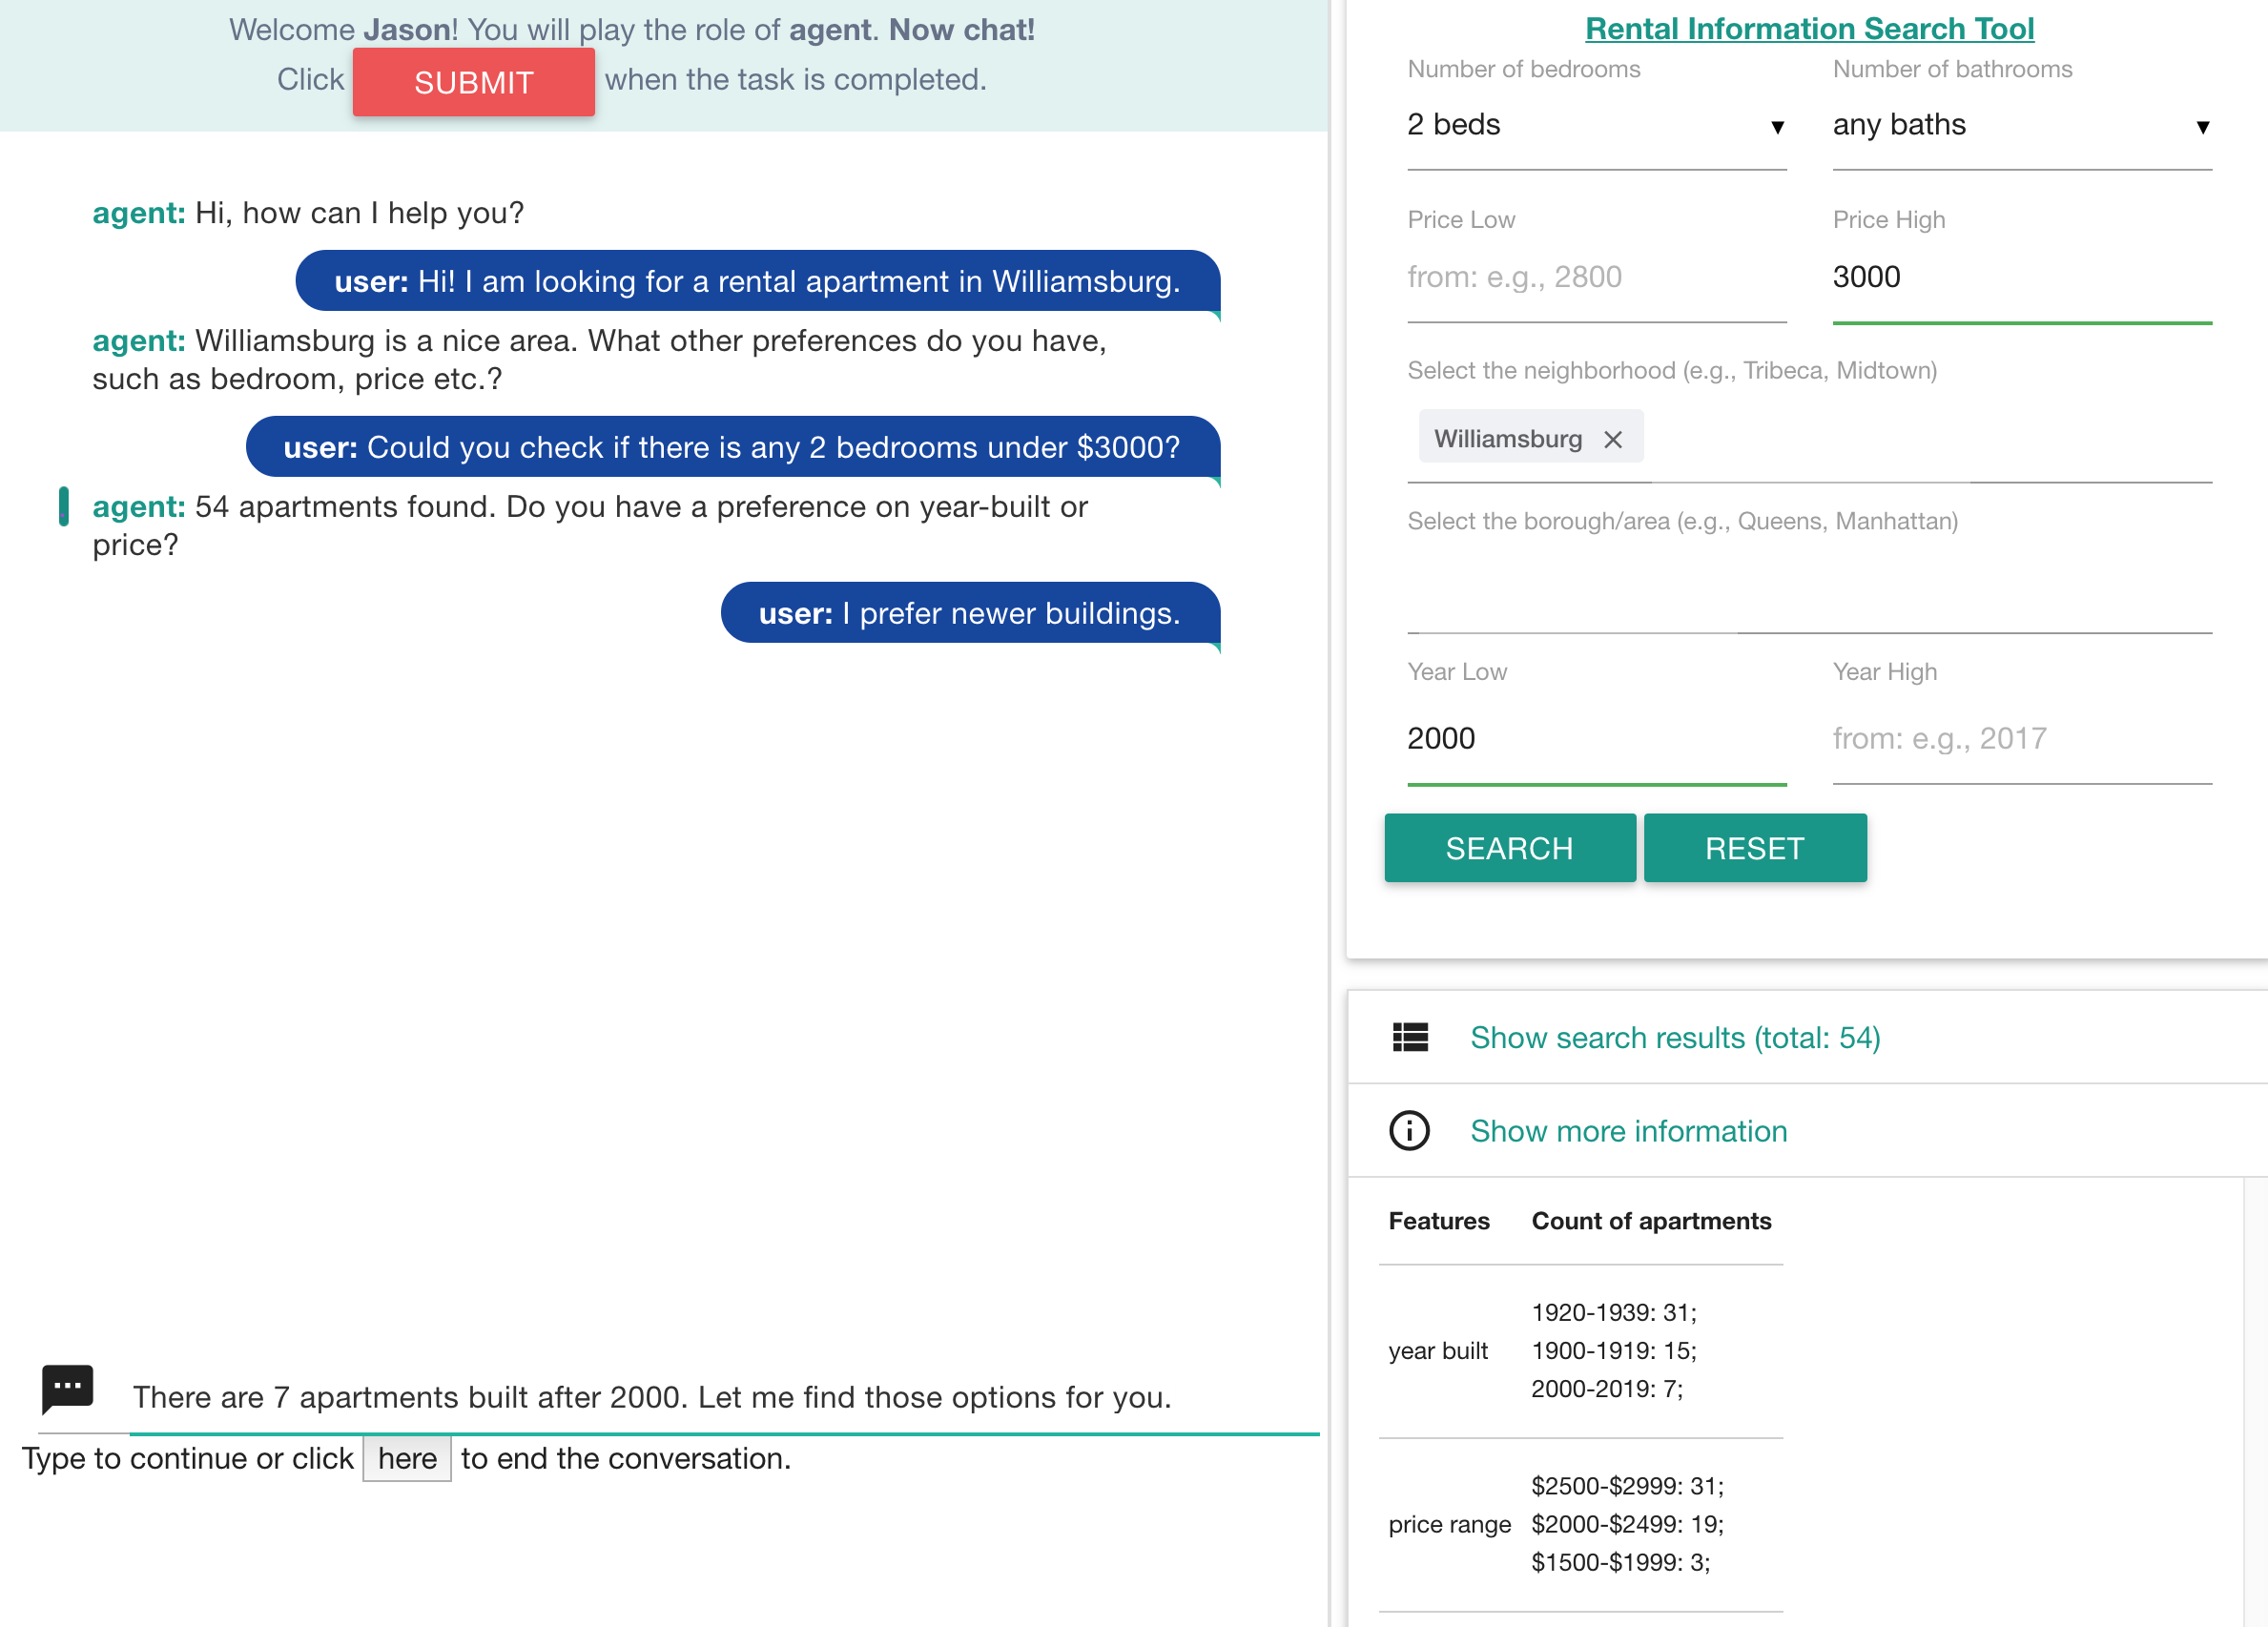 Welcome Jason! You will play the role of agent. Now chat!
Click SUBMIT when the task is completed.
agent: Hi, how can I help you?
user: Hi! I am looking for a rental apartment in Williamsburg.
agent: Williamsburg is a nice area. What other preferences do you have,
such as bedroom, price etc.?
user: Could you check if there is any 2 bedrooms under $3000?
agent: 54 apartments found. Do you have a preference on year-built or
price?
user: I prefer newer buildings.
There are 7 apartments built after 2000. Let me find those options for you.
Type to continue or click here to end the conversation.
Rental Information Search Tool
Number of bedrooms
2 beds
Number of bathrooms
any baths
Price Low
from: e.g., 2800
Price High
3000
Select the neighborhood (e.g., Tribeca, Midtown)
Williamsburg
Select the borough/area (e.g., Queens, Manhattan)
Year Low
2000
Year High
from: e.g., 2017
SEARCH
RESET
Show search results (total: 54)
Show more information
Features Count of apartments
year built
1920-1939: 31;
1900-1919: 15;
2000-2019: 7;
price range
$2500-$2999: 31;
$2000-$2499: 19;
$1500-$1999: 3;